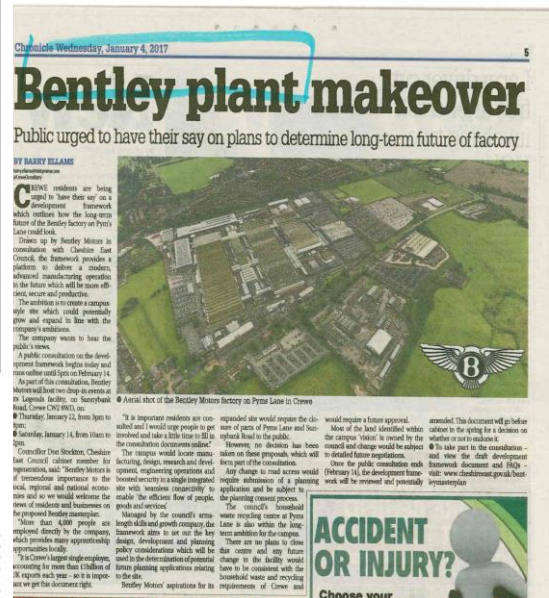 Chronicle Wednesday, January 4, 2017
5
Bentley plant makeover
Public urged to have their say on plans to determine long-term future of factory
BY BARRY ELLAMS
CREWE residents are being
urged to 'have their say' on a
development framework
which outlines how the long-term
future of the Bentley factory on Pym's
Lane could look.
Drawn up by Bentley Motors in
consultation with Cheshire East
Council, the framework provides a
platform to deliver a modern,
advanced manufacturing operation
in the future which will be more effi-
cient, secure and productive.
The ambition is to create a campus-
style site which could potentially
grow and expand in line with the
company's ambitions.
The company wants to hear the
public's views.
A public consultation on the devel-
opment framework begins today and
runs online until 5pm on February 14.
As part of this consultation, Bentley
Motors will host two drop-in events at
its Legends facility, on Sunnybank
Road, Crewe CW2 8WD, on:
● Thursday, January 12, from 3pm to
● Saturday, January 14, from 10am to
Councillor Don Stockton, Cheshire
East Council cabinet member for
regeneration, said: "Bentley Motors is
of tremendous importance to the
local, regional and national econo-
mies and so we would welcome the
views of residents and businesses on
the proposed Bentley masterplan.
"More than 4,000 people are
employed directly by the company,
which provides many apprenticeship
opportunities locally.
"It is Crewe's largest single employer,
accounting for more than £1billion of
UK exports each year – so it is impor-
tant we get this document right.
B
● Aerial shot of the Bentley Motors factory on Pyms Lane in Crewe
"It is important residents are con-
sulted and I would urge people to get
involved and take a little time to fill in
the consultation documents online."
The campus would locate manu-
facturing, design, research and devel-
opment, engineering operations and
boosted security in a single integrated
site with 'seamless connectivity' to
enable 'the efficient flow of people,
goods and services'.
Managed by the council's arms-
length skills and growth company, the
framework aims to set out the key
design, development and planning
policy considerations which will be
used in the determination of potential
future planning applications relating
to the site.
Bentley Motors' aspirations for its
expanded site would require the clo-
sure of parts of Pyms Lane and Sun-
nybank Road to the public.
However, no decision has been
taken on these proposals, which will
form part of the consultation.
Any change to road access would
require submission of a planning
application and be subject to
the planning consent process.
The council's household
waste recycling centre at Pyms
Lane is also within the long-
term ambition for the campus.
There are no plans to close
this centre and any future
change to the facility would
have to be consistent with the
household waste and recycling
requirements of Crewe and
would require a future approval.
Most of the land identified within
the campus 'vision' is owned by the
council and change would be subject
to detailed future negotiations.
Once the public consultation ends
(February 14), the development frame-
work will be reviewed and potentially
amended. This document will go before
cabinet in the spring for a decision on
whether or not to endorse it.
● To take part in the consultation –
and view the draft development
framework document and FAQs –
visit: www.cheshireeast.gov.uk/bent-
leymasterplan
ACCIDENT
OR INJURY?
Choose your